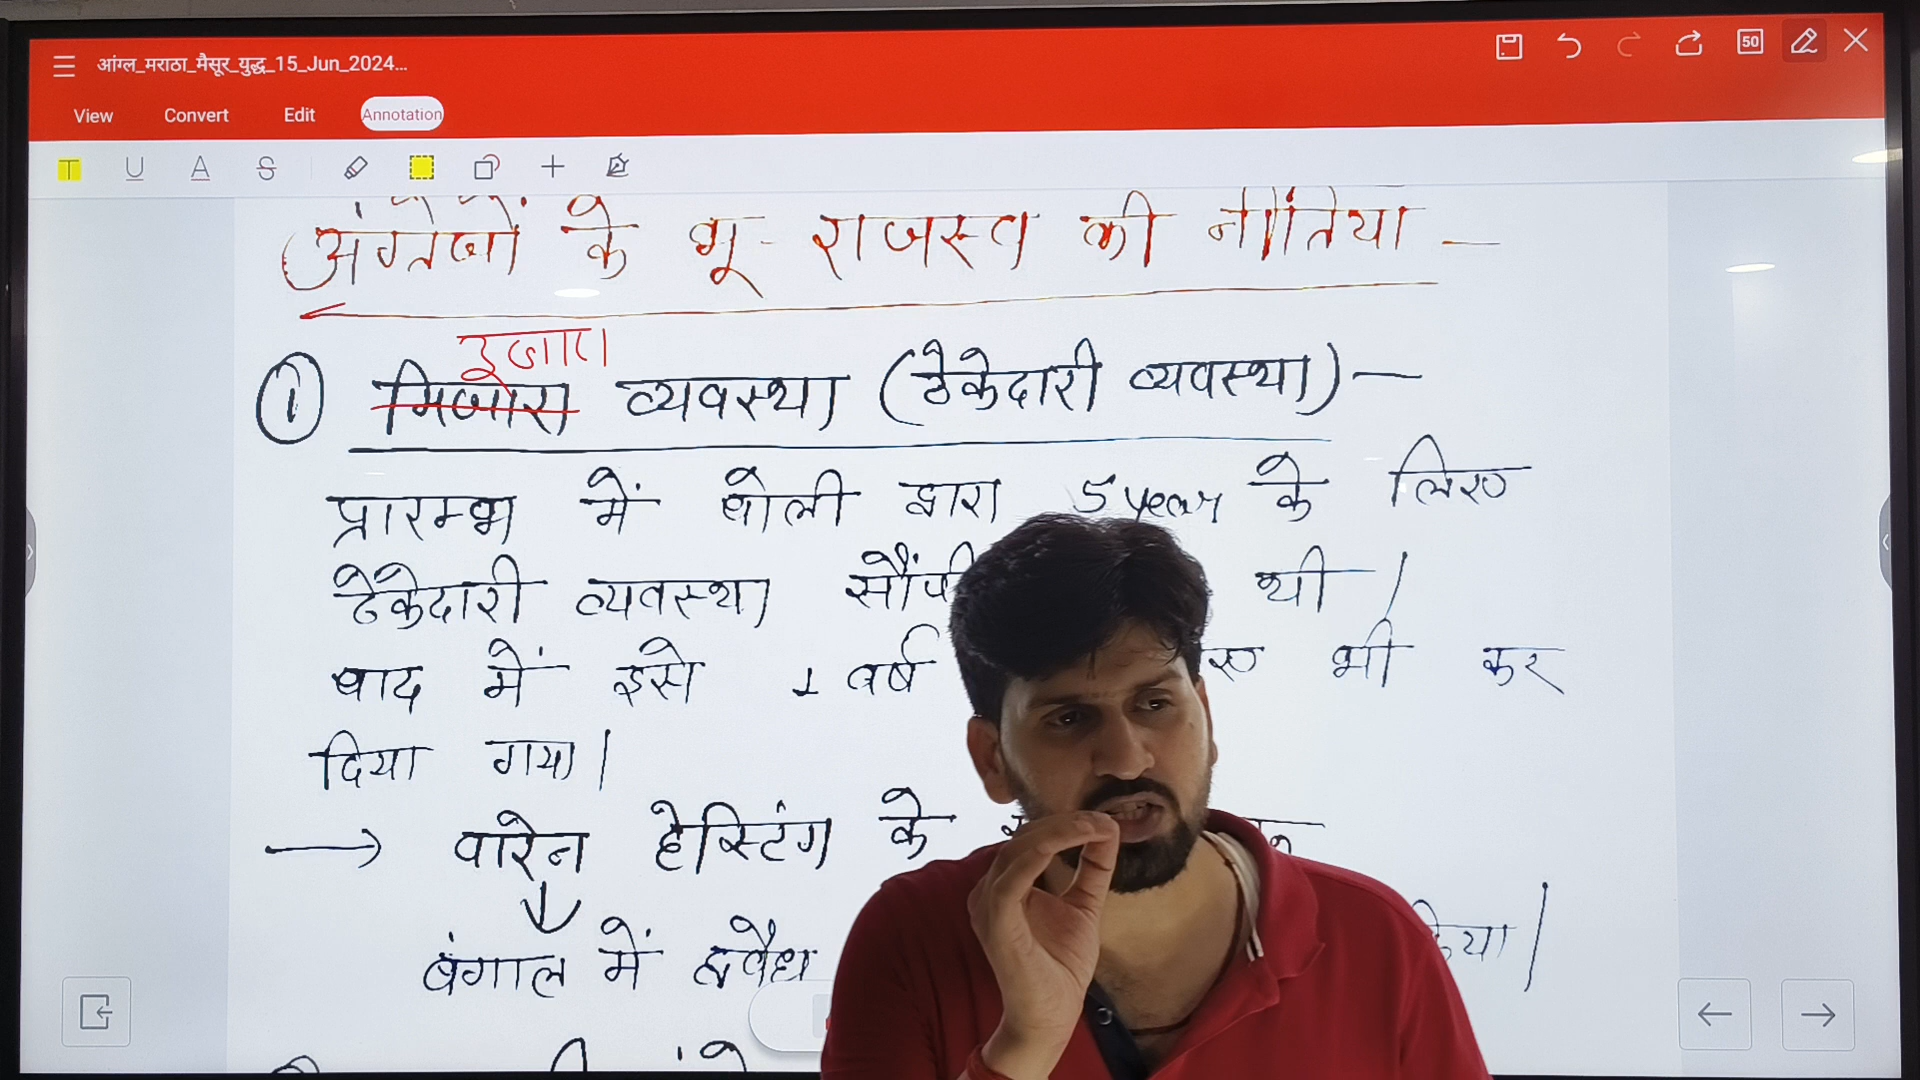 आंग्ल_मराठा_मैसूर_युद्ध_15_Jun_2024...
50
View Convert Edit Annotation
अंग्रेजों के भू-राजस्व की नीतियां –
इजारा
① मिजोरा व्यवस्था (ठेकेदारी व्यवस्था) –
प्रारम्भ में बोली द्वारा 5 year के लिए
ठेकेदारी व्यवस्था सौंपी थी |
बाद में इसे 1 वर्ष भी कर
दिया गया |
→ वारेन हेस्टिंग के
बंगाल में द्वैध किया |